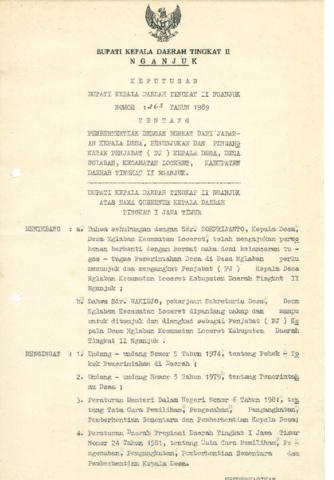 BUPATI KEPALA DAERAH TINGKAT II
N G A N J U K
K E P U T U S A N
BUPATI KEPALA DAERAH TINGKAT II NGANJUK
NOMOR : 263 TAHUN 1989
T E N T A N G
PEMBERHENTIAN DENGAN HORMAT DARI JABAT-
AN KEPALA DESA, PENUNJUKAN DAN PENGANG
KATAN PENJABAT ( PJ ) KEPALA DESA, DESA
NGLABAN, KECAMATAN LOCERET, KABUPATEN
DAERAH TINGKAT II NGANJUK.
BUPATI KEPALA DAERAH TINGKAT II NGANJUK
ATAS NAMA GUBERNUR KEPALA DAERAH
TINGKAT I JAWA TIMUR
MENIMBANG : a. Bahwa sehubungan dengan Sdr. Kepala Desa,
Desa Nglaban Kecamatan Loceret, telah mengajukan permo
honan berhenti dengan hormat maka demi kelancaran tu -
gas - tugas Pemerintahan Desa di Desa Nglaban perlu
menunjuk dan mengangkat Penjabat ( PJ ) Kepala Desa
Desa Nglaban Kecamatan Loceret Kabupaten Daerah Tingkat II
Nganjuk ;
b. Bahwa Sdr. WAKIDJO, pekerjaan Sekretaris Desa, Desa
Nglaban Kecamatan Loceret dipandang cakap dan mampu
untuk ditunjuk dan diangkat sebagai Penjabat ( PJ ) Ke
pala Desa Nglaban Kecamatan Loceret Kabupaten Daerah
Tingkat II Nganjuk.
MENGINGAT : 1. Undang - undang Nomor 5 Tahun 1974, tentang Pokok - Po
kok Pemerintahan di Daerah ;
2. Undang - undang Nomor 5 Tahun 1979, tentang Pemerintah
an Desa ;
3. Peraturan Menteri Dalam Negeri Nomor 6 Tahun 1981, ten
tang Tata Cara Pemilihan, Pengesahan, Pengangkatan,
Pemberhentian Sementara dan Pemberhentian Kepala Desa;
4. Peraturan Daerah Propinsi Daerah Tingkat I Jawa Timur
Nomor 24 Tahun 1981, tentang Tata Cara Pemilihan, Pe -
ngesahan, Pengangkatan, Pemberhentian Sementara dan
Pemberhentian Kepala Desa.